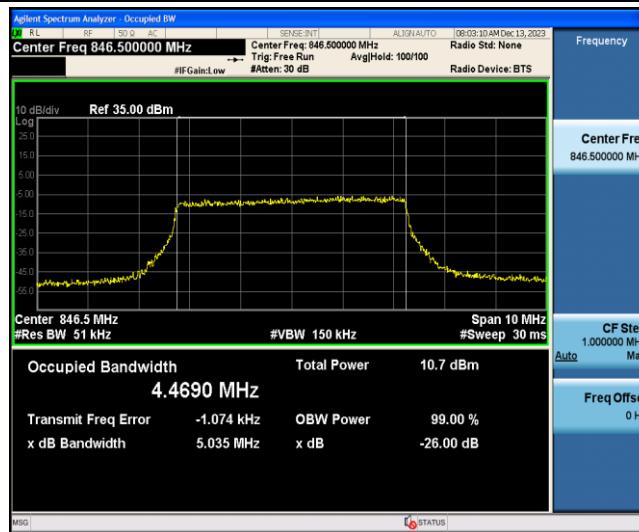 Agilent Spectrum Analyzer - Occupied BW
RL RF 50 Ω AC SENSE:INT ALIGN AUTO 08:03:10 AM Dec 13, 2023
Center Freq 846.500000 MHz
Center Freq: 846.500000 MHz
Radio Std: None
Trig: Free Run Avg|Hold: 100/100
#IFGain:Low
#Atten: 30 dB
Radio Device: BTS
Frequency
10 dB/div Ref 35.00 dBm
Log
25.0
15.0
5.00
-5.00
-15.0
-25.0
-35.0
-45.0
-55.0
Center Fre
846.500000 MH
Center 846.5 MHz Span 10 MHz
#Res BW 51 kHz #VBW 150 kHz #Sweep 30 ms
CF Ste
1.000000 MH
Auto Ma
Occupied Bandwidth Total Power 10.7 dBm
4.4690 MHz
Transmit Freq Error -1.074 kHz OBW Power 99.00 %
x dB Bandwidth 5.035 MHz x dB -26.00 dB
Freq Offse
0 H
MSG STATUS